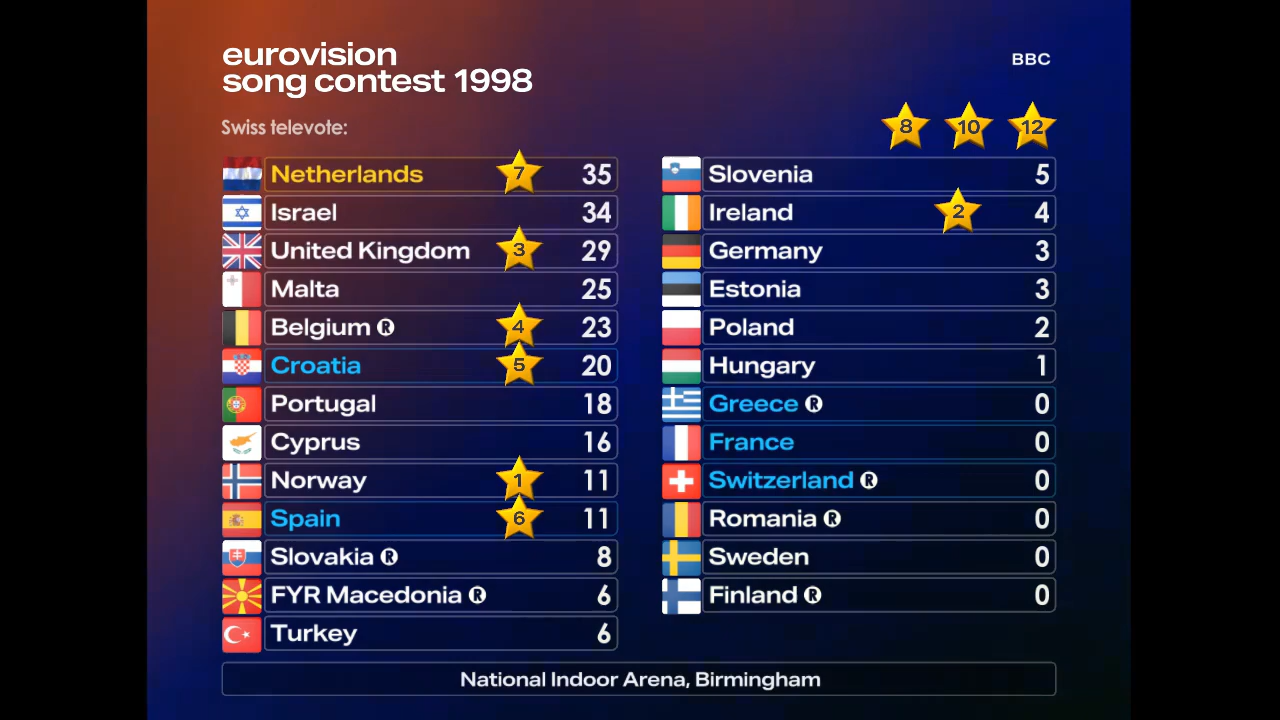 eurovision
song contest 1998
BBC
Swiss televote:
8 10 12
Netherlands 7 35
Israel 34
United Kingdom 3 29
Malta 25
Belgium R 4 23
Croatia 5 20
Portugal 18
Cyprus 16
Norway 1 11
Spain 6 11
Slovakia R 8
FYR Macedonia R 6
Turkey 6
Slovenia 5
Ireland 2 4
Germany 3
Estonia 3
Poland 2
Hungary 1
Greece R 0
France 0
Switzerland R 0
Romania R 0
Sweden 0
Finland R 0
National Indoor Arena, Birmingham